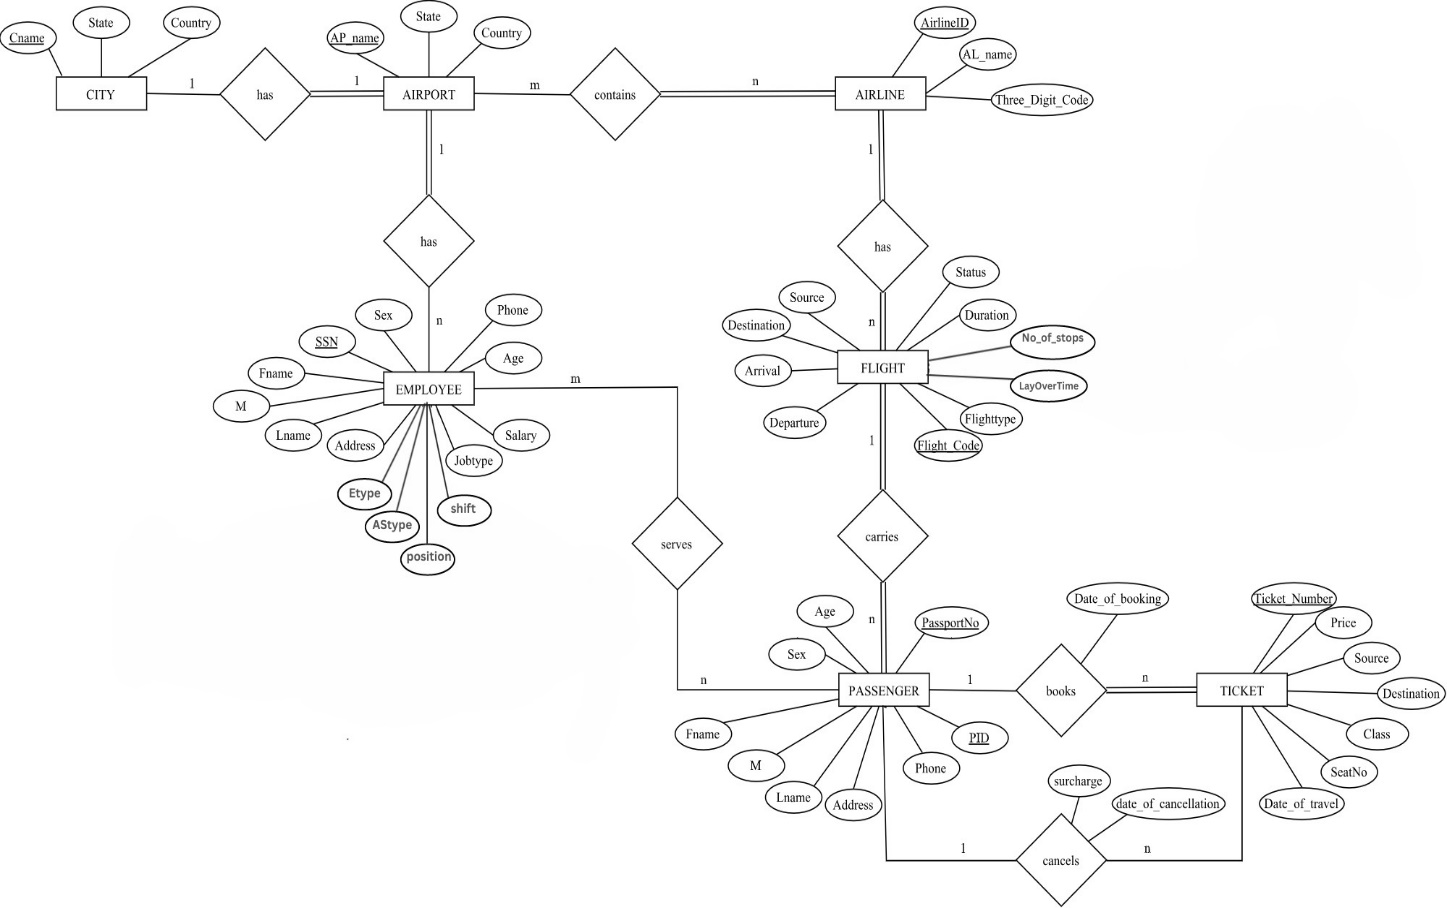 Cname
State
Country
CITY
1
has
1
AP_name
State
Country
AIRPORT
m
contains
n
AirlineID
AL_name
Three_Digit_Code
AIRLINE
1
has
n
1
has
n
Sex
Phone
SSN
Age
Fname
EMPLOYEE
M
Lname
Address
Salary
Jobtype
Etype
shift
AStype
position
m
serves
n
Source
Status
Destination
Duration
No_of_stops
FLIGHT
Arrival
LayOverTime
Departure
Flighttype
Flight_Code
1
carries
n
Age
PassportNo
Sex
PASSENGER
Fname
PID
M
Phone
Lname
Address
1
books
n
Date_of_booking
Ticket_Number
Price
Source
TICKET
Destination
Class
SeatNo
Date_of_travel
surcharge
date_of_cancellation
1
cancels
n